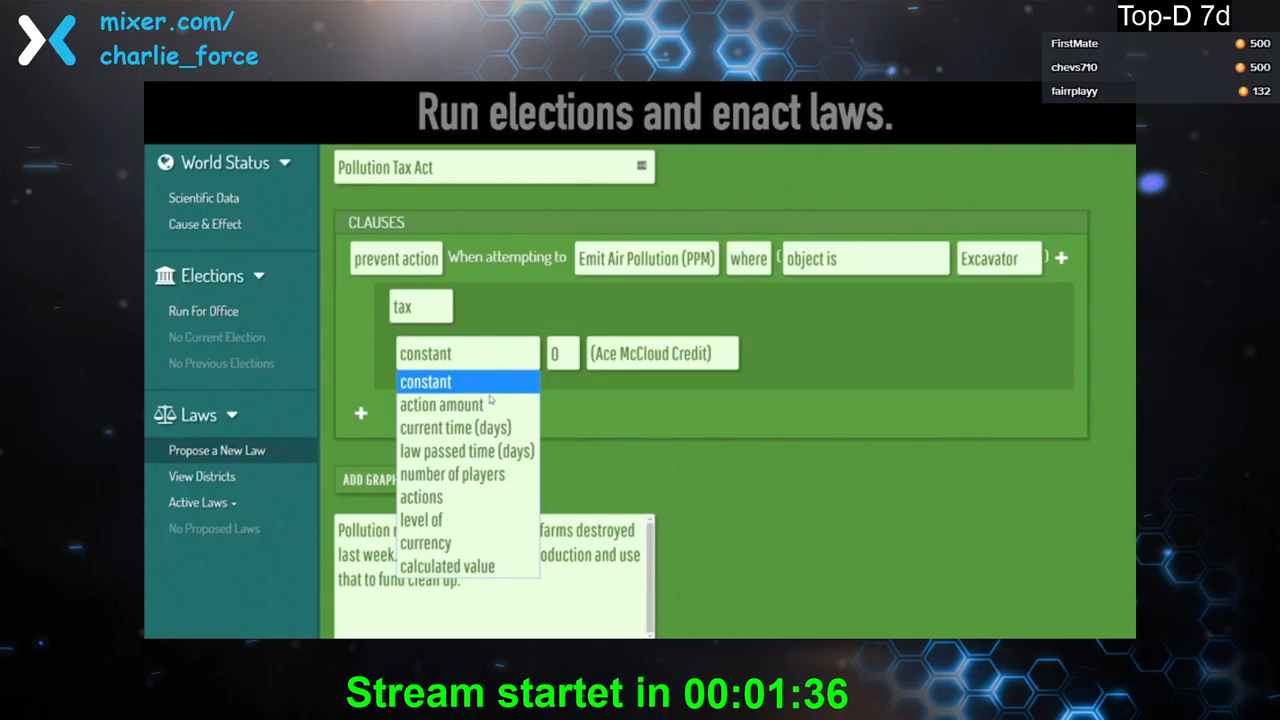 mixer.com/
charlie_force
Top-D 7d
FirstMate 500
chevs710 500
fairrplayy 132
Run elections and enact laws.
World Status
Scientific Data
Cause & Effect
Elections
Run For Office
No Current Election
No Previous Elections
Laws
Propose a New Law
View Districts
Active Laws
No Proposed Laws
Pollution Tax Act
CLAUSES
prevent action When attempting to Emit Air Pollution (PPM) where ( object is Excavator )
tax
constant 0 (Ace McCloud Credit)
constant
action amount
current time (days)
law passed time (days)
number of players
actions
level of
currency
calculated value
ADD GRAPH
Pollution farms destroyed
last week. oduction and use
that to fund clean up.
Stream startet in 00:01:36